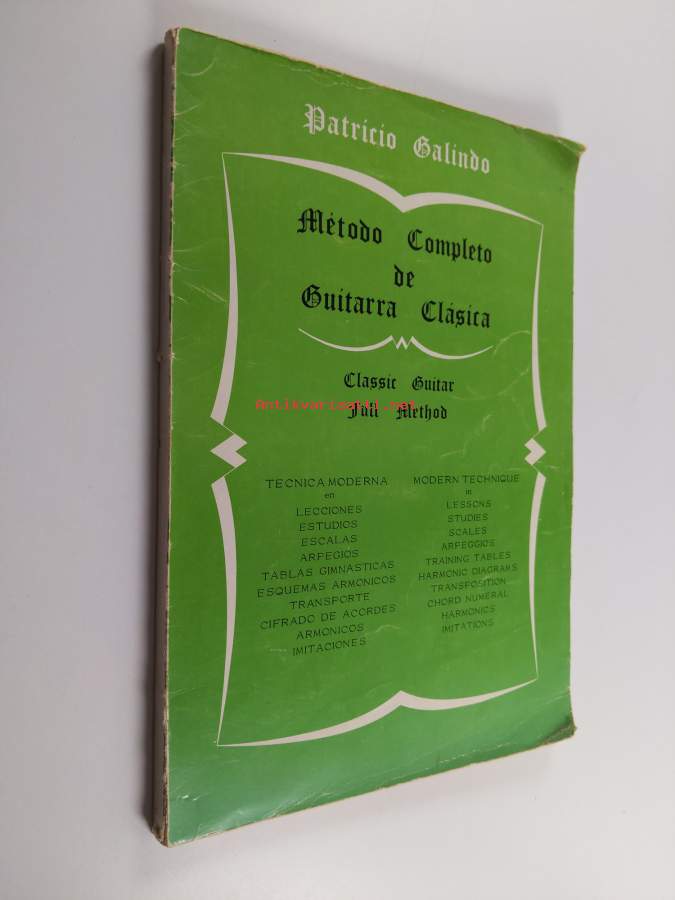 Patricio Galindo
Método Completo
de
Guitarra Clásica
Classic Guitar
Antikvariaatti.net
Full Method
TECNICA MODERNA
en
LECCIONES
ESTUDIOS
ESCALAS
ARPEGIOS
TABLAS GIMNASTICAS
ESQUEMAS ARMONICOS
TRANSPORTE
CIFRADO DE ACORDES
ARMONICOS
IMITACIONES
MODERN TECHNIQUE
in
LESSONS
STUDIES
SCALES
ARPEGGIOS
TRAINING TABLES
HARMONIC DIAGRAMS
TRANSPOSITION
CHORD NUMERAL
HARMONICS
IMITATIONS